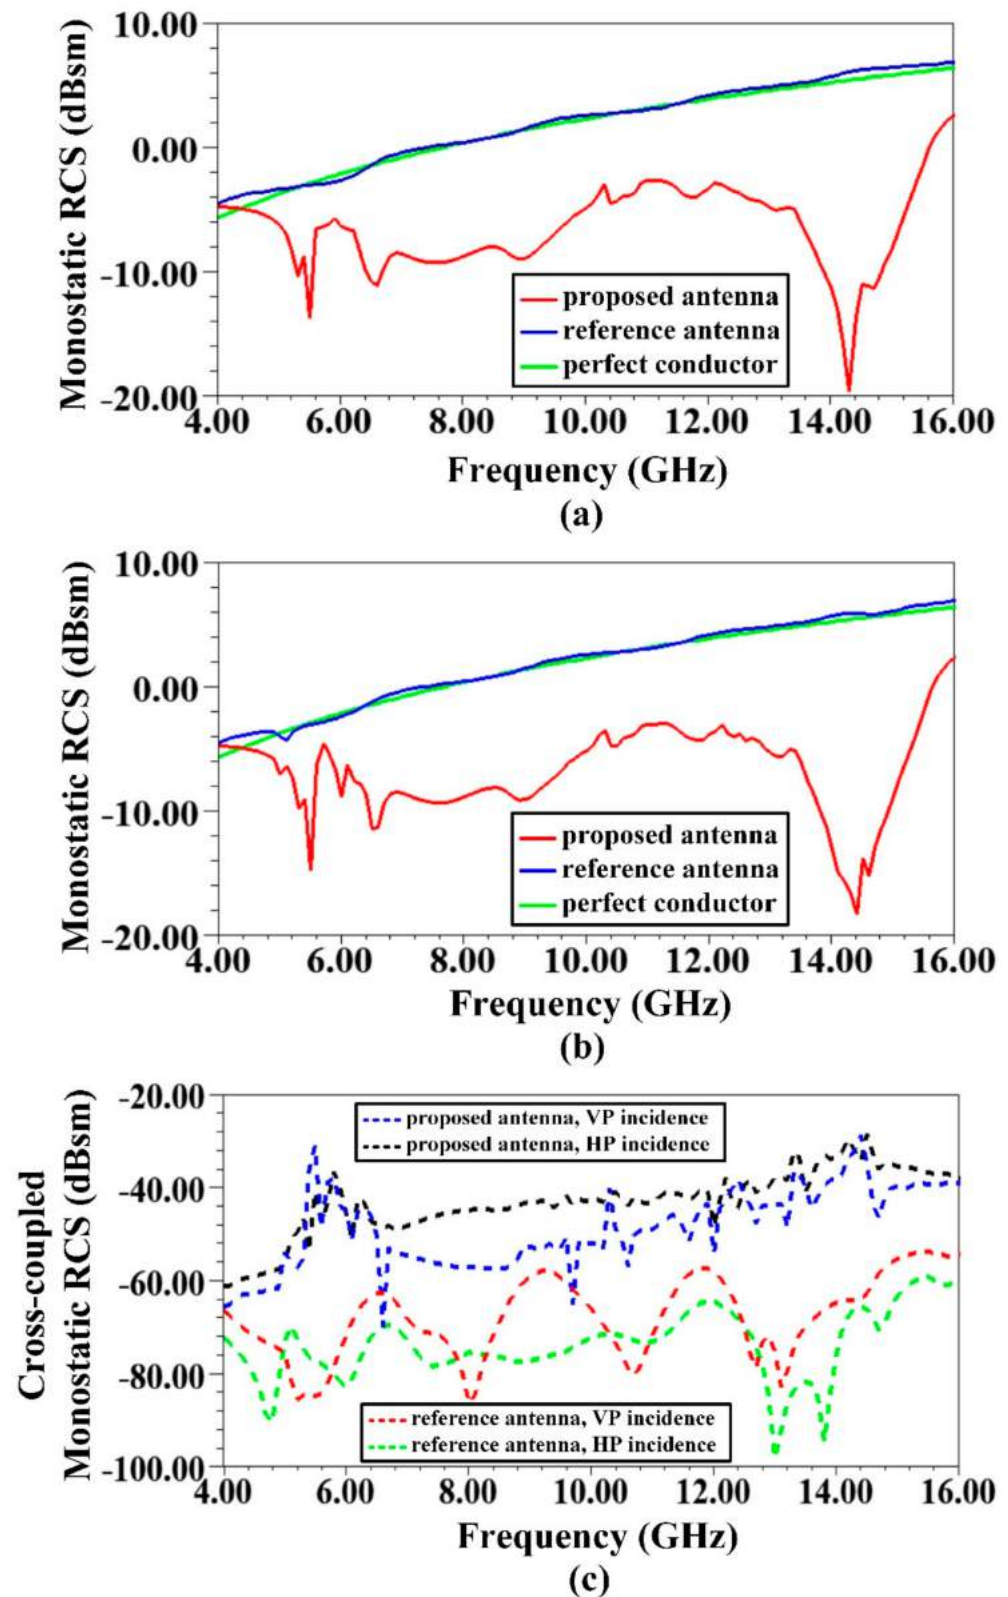 10.00
0.00
-10.00
-20.00
Monostatic RCS (dBsm)
proposed antenna
reference antenna
perfect conductor
4.00 6.00 8.00 10.00 12.00 14.00 16.00
Frequency (GHz)
(a)
10.00
0.00
-10.00
-20.00
Monostatic RCS (dBsm)
proposed antenna
reference antenna
perfect conductor
4.00 6.00 8.00 10.00 12.00 14.00 16.00
Frequency (GHz)
(b)
-20.00
-40.00
-60.00
-80.00
-100.00
Cross-coupled
Monostatic RCS (dBsm)
proposed antenna, VP incidence
proposed antenna, HP incidence
reference antenna, VP incidence
reference antenna, HP incidence
4.00 6.00 8.00 10.00 12.00 14.00 16.00
Frequency (GHz)
(c)